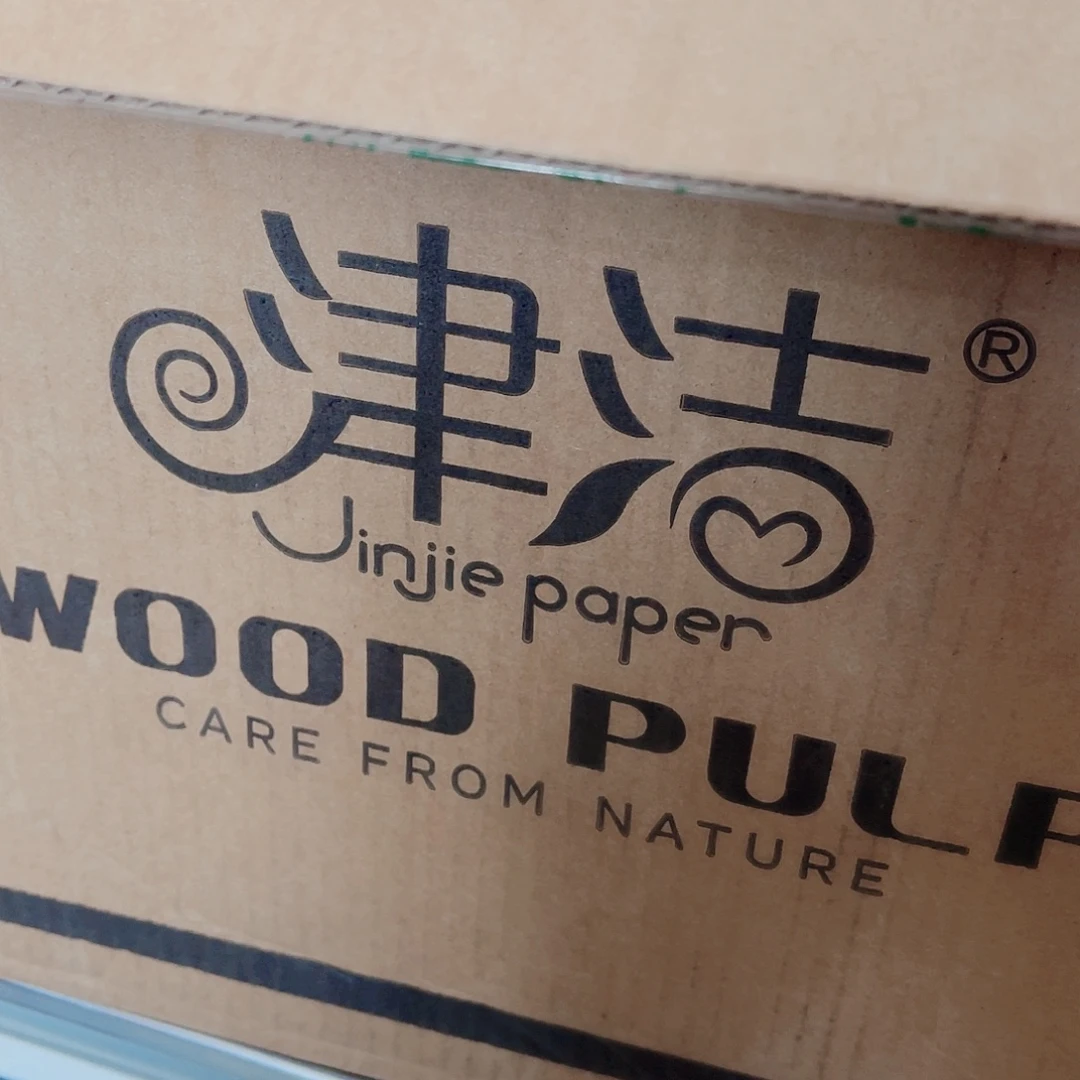 津洁®
Jinjie paper
WOOD PULP
CARE FROM NATURE